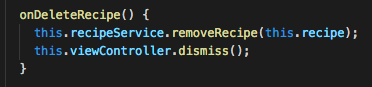 onDeleteRecipe() {
  this.recipeService.removeRecipe(this.recipe);
  this.viewController.dismiss();
}